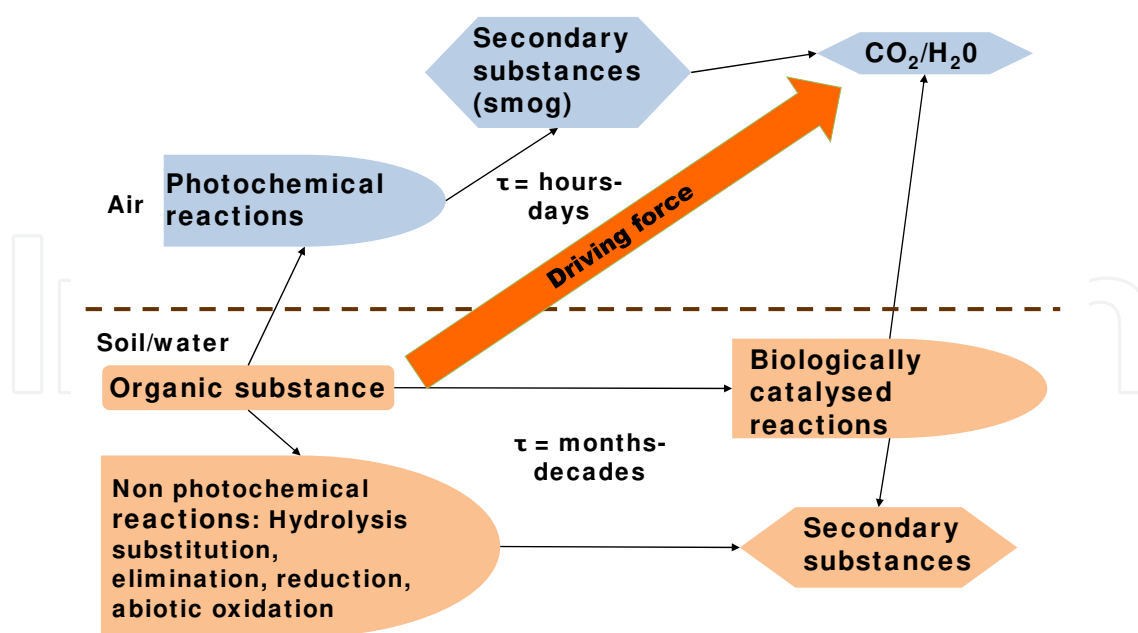 Secondary
substances
(smog)
CO₂/H₂0
Photochemical
reactions
Air
τ = hours-
days
Driving force
Soil/water
Organic substance
Biologically
catalysed
reactions
τ = months-
decades
Non photochemical
reactions: Hydrolysis
substitution,
elimination, reduction,
abiotic oxidation
Secondary
substances